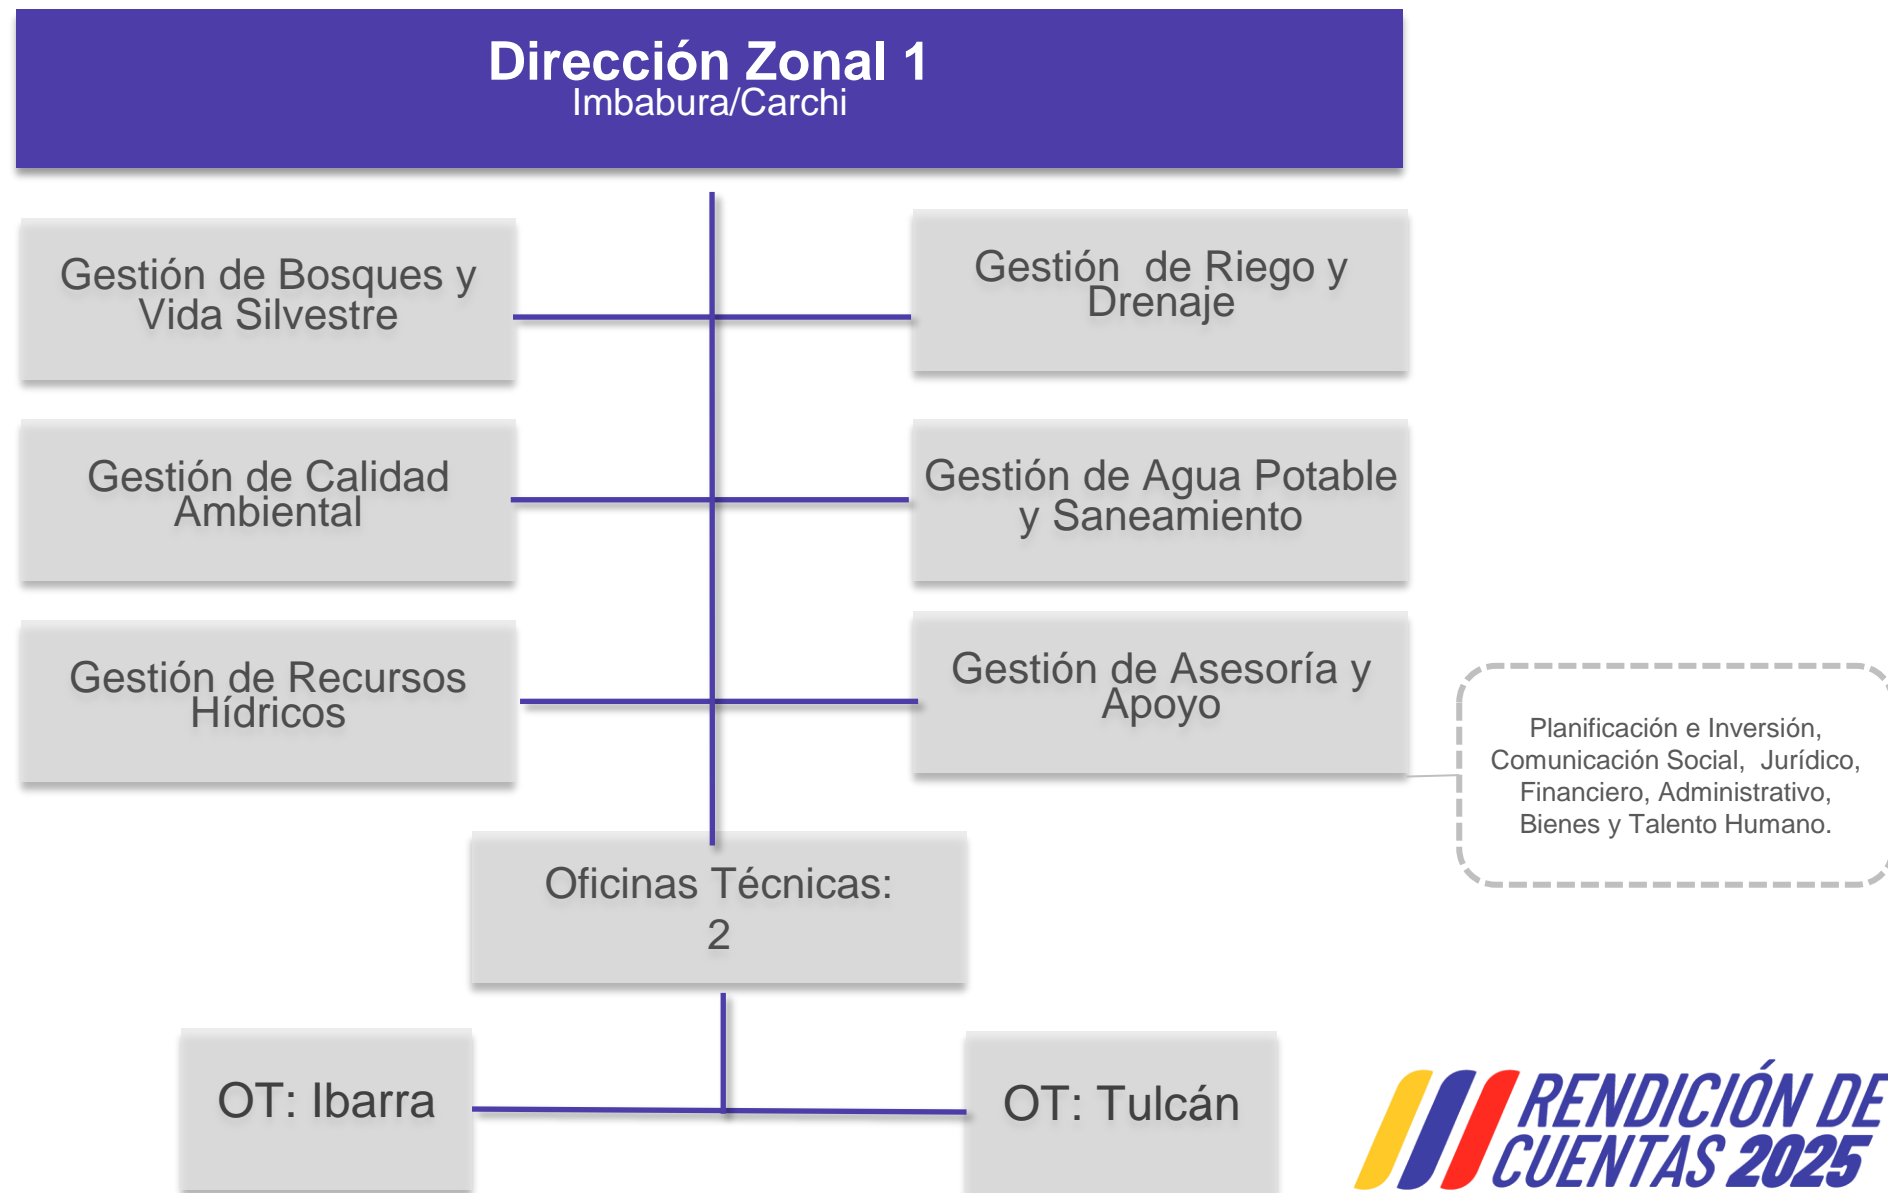 Dirección Zonal 1
Imbabura/Carchi
Gestión de Bosques y
Vida Silvestre
Gestión de Riego y
Drenaje
Gestión de Calidad
Ambiental
Gestión de Agua Potable
y Saneamiento
Gestión de Recursos
Hídricos
Gestión de Asesoría y
Apoyo
Planificación e Inversión,
Comunicación Social, Jurídico,
Financiero, Administrativo,
Bienes y Talento Humano.
Oficinas Técnicas:
2
OT: Ibarra
OT: Tulcán
RENDICIÓN DE
CUENTAS 2025